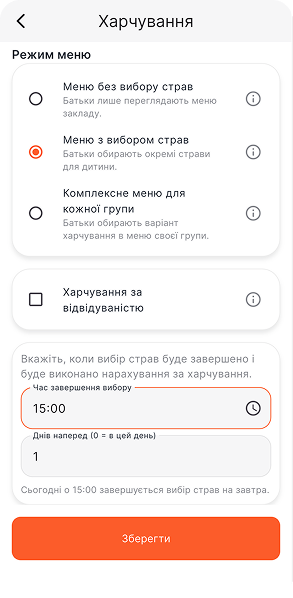 Харчування
Режим меню
Меню без вибору страв
Батьки лише переглядають меню
закладу.
Меню з вибором страв
Батьки обирають окремі страви
для дитини.
Комплексне меню для
кожної групи
Батьки обирають варіант
харчування в меню своєї групи.
Харчування за
відвідуваністю
Вкажіть, коли вибір страв буде завершено і
буде виконано нарахування за харчування.
Час завершення вибору
15:00
Днів наперед (0 = в цей день)
1
Сьогодні о 15:00 завершується вибір страв на завтра.
Зберегти